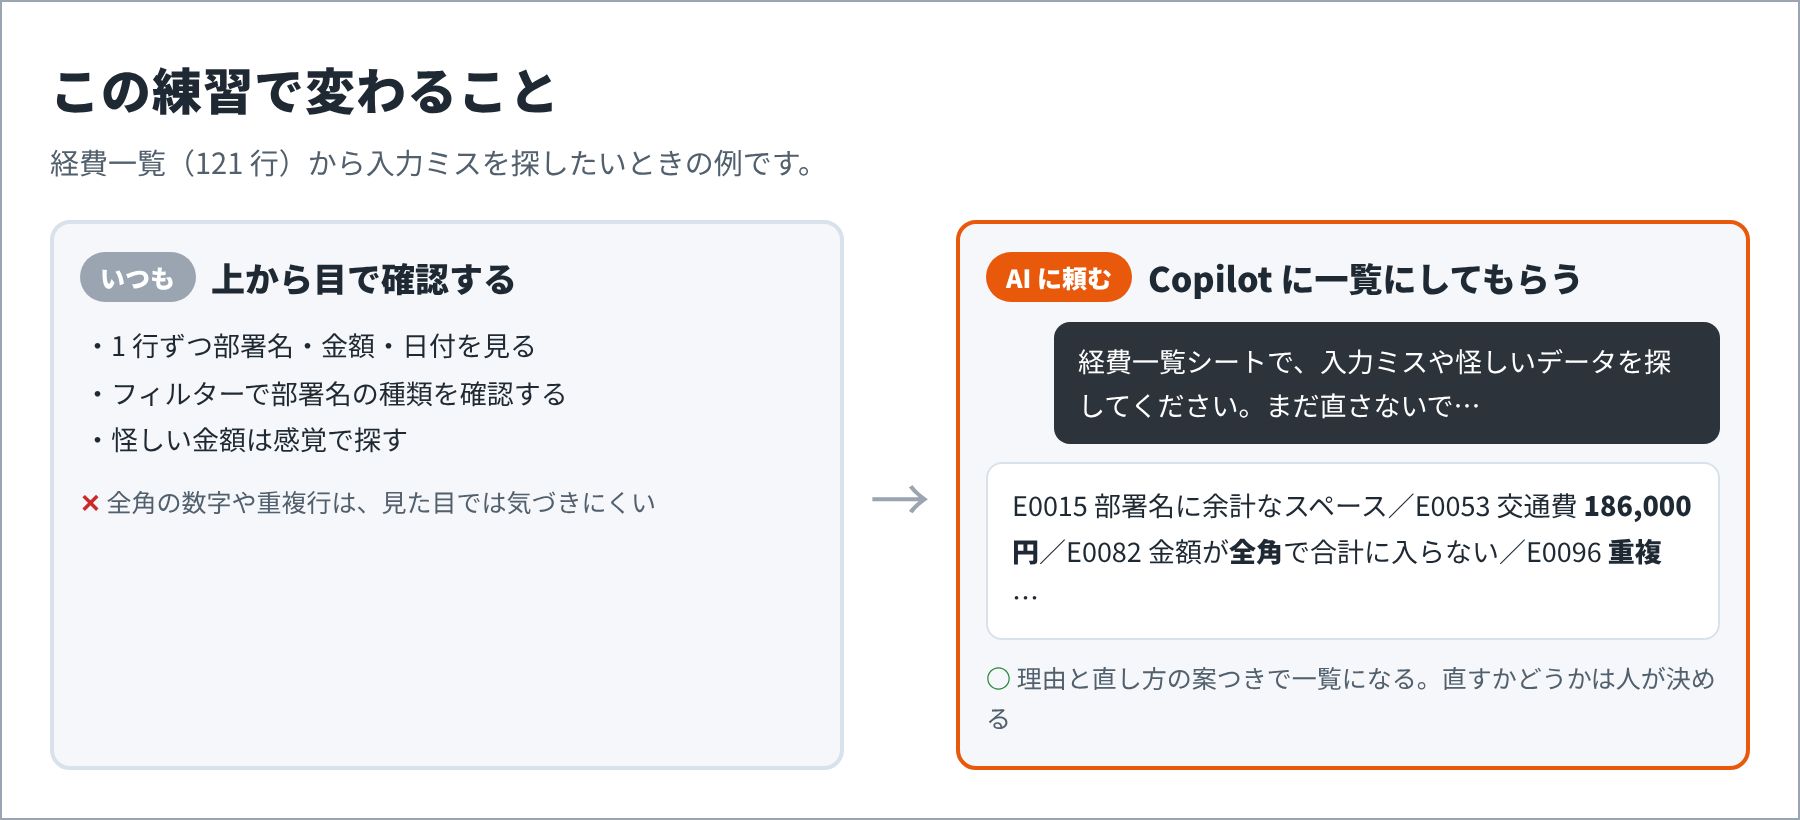 この練習で変わること
経費一覧（121 行）から入力ミスを探したいときの例です。
いつも 上から目で確認する
・1 行ずつ部署名・金額・日付を見る
・フィルターで部署名の種類を確認する
・怪しい金額は感覚で探す
× 全角の数字や重複行は、見た目では気づきにくい
→
AI に頼む Copilot に一覧にしてもらう
経費一覧シートで、入力ミスや怪しいデータを探
してください。まだ直さないで…
E0015 部署名に余計なスペース／E0053 交通費 186,000
円／E0082 金額が全角で合計に入らない／E0096 重複
…
○ 理由と直し方の案つきで一覧になる。直すかどうかは人が決め
る